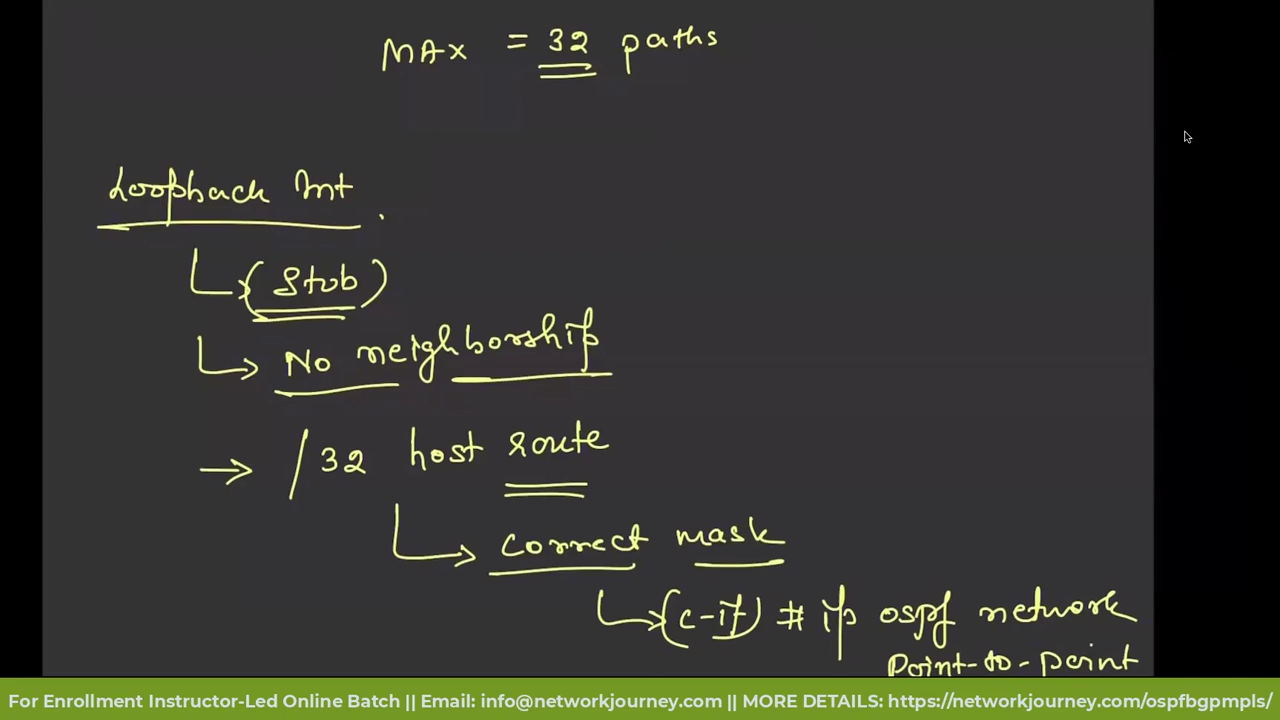 MAX = 32 paths
Loopback Int
(Stub)
No neighborship
/32 host route
correct mask
(c-if) # ip ospf network
point-to-point
For Enrollment Instructor-Led Online Batch || Email: info@networkjourney.com || MORE DETAILS: https://networkjourney.com/ospfbgpmpls/